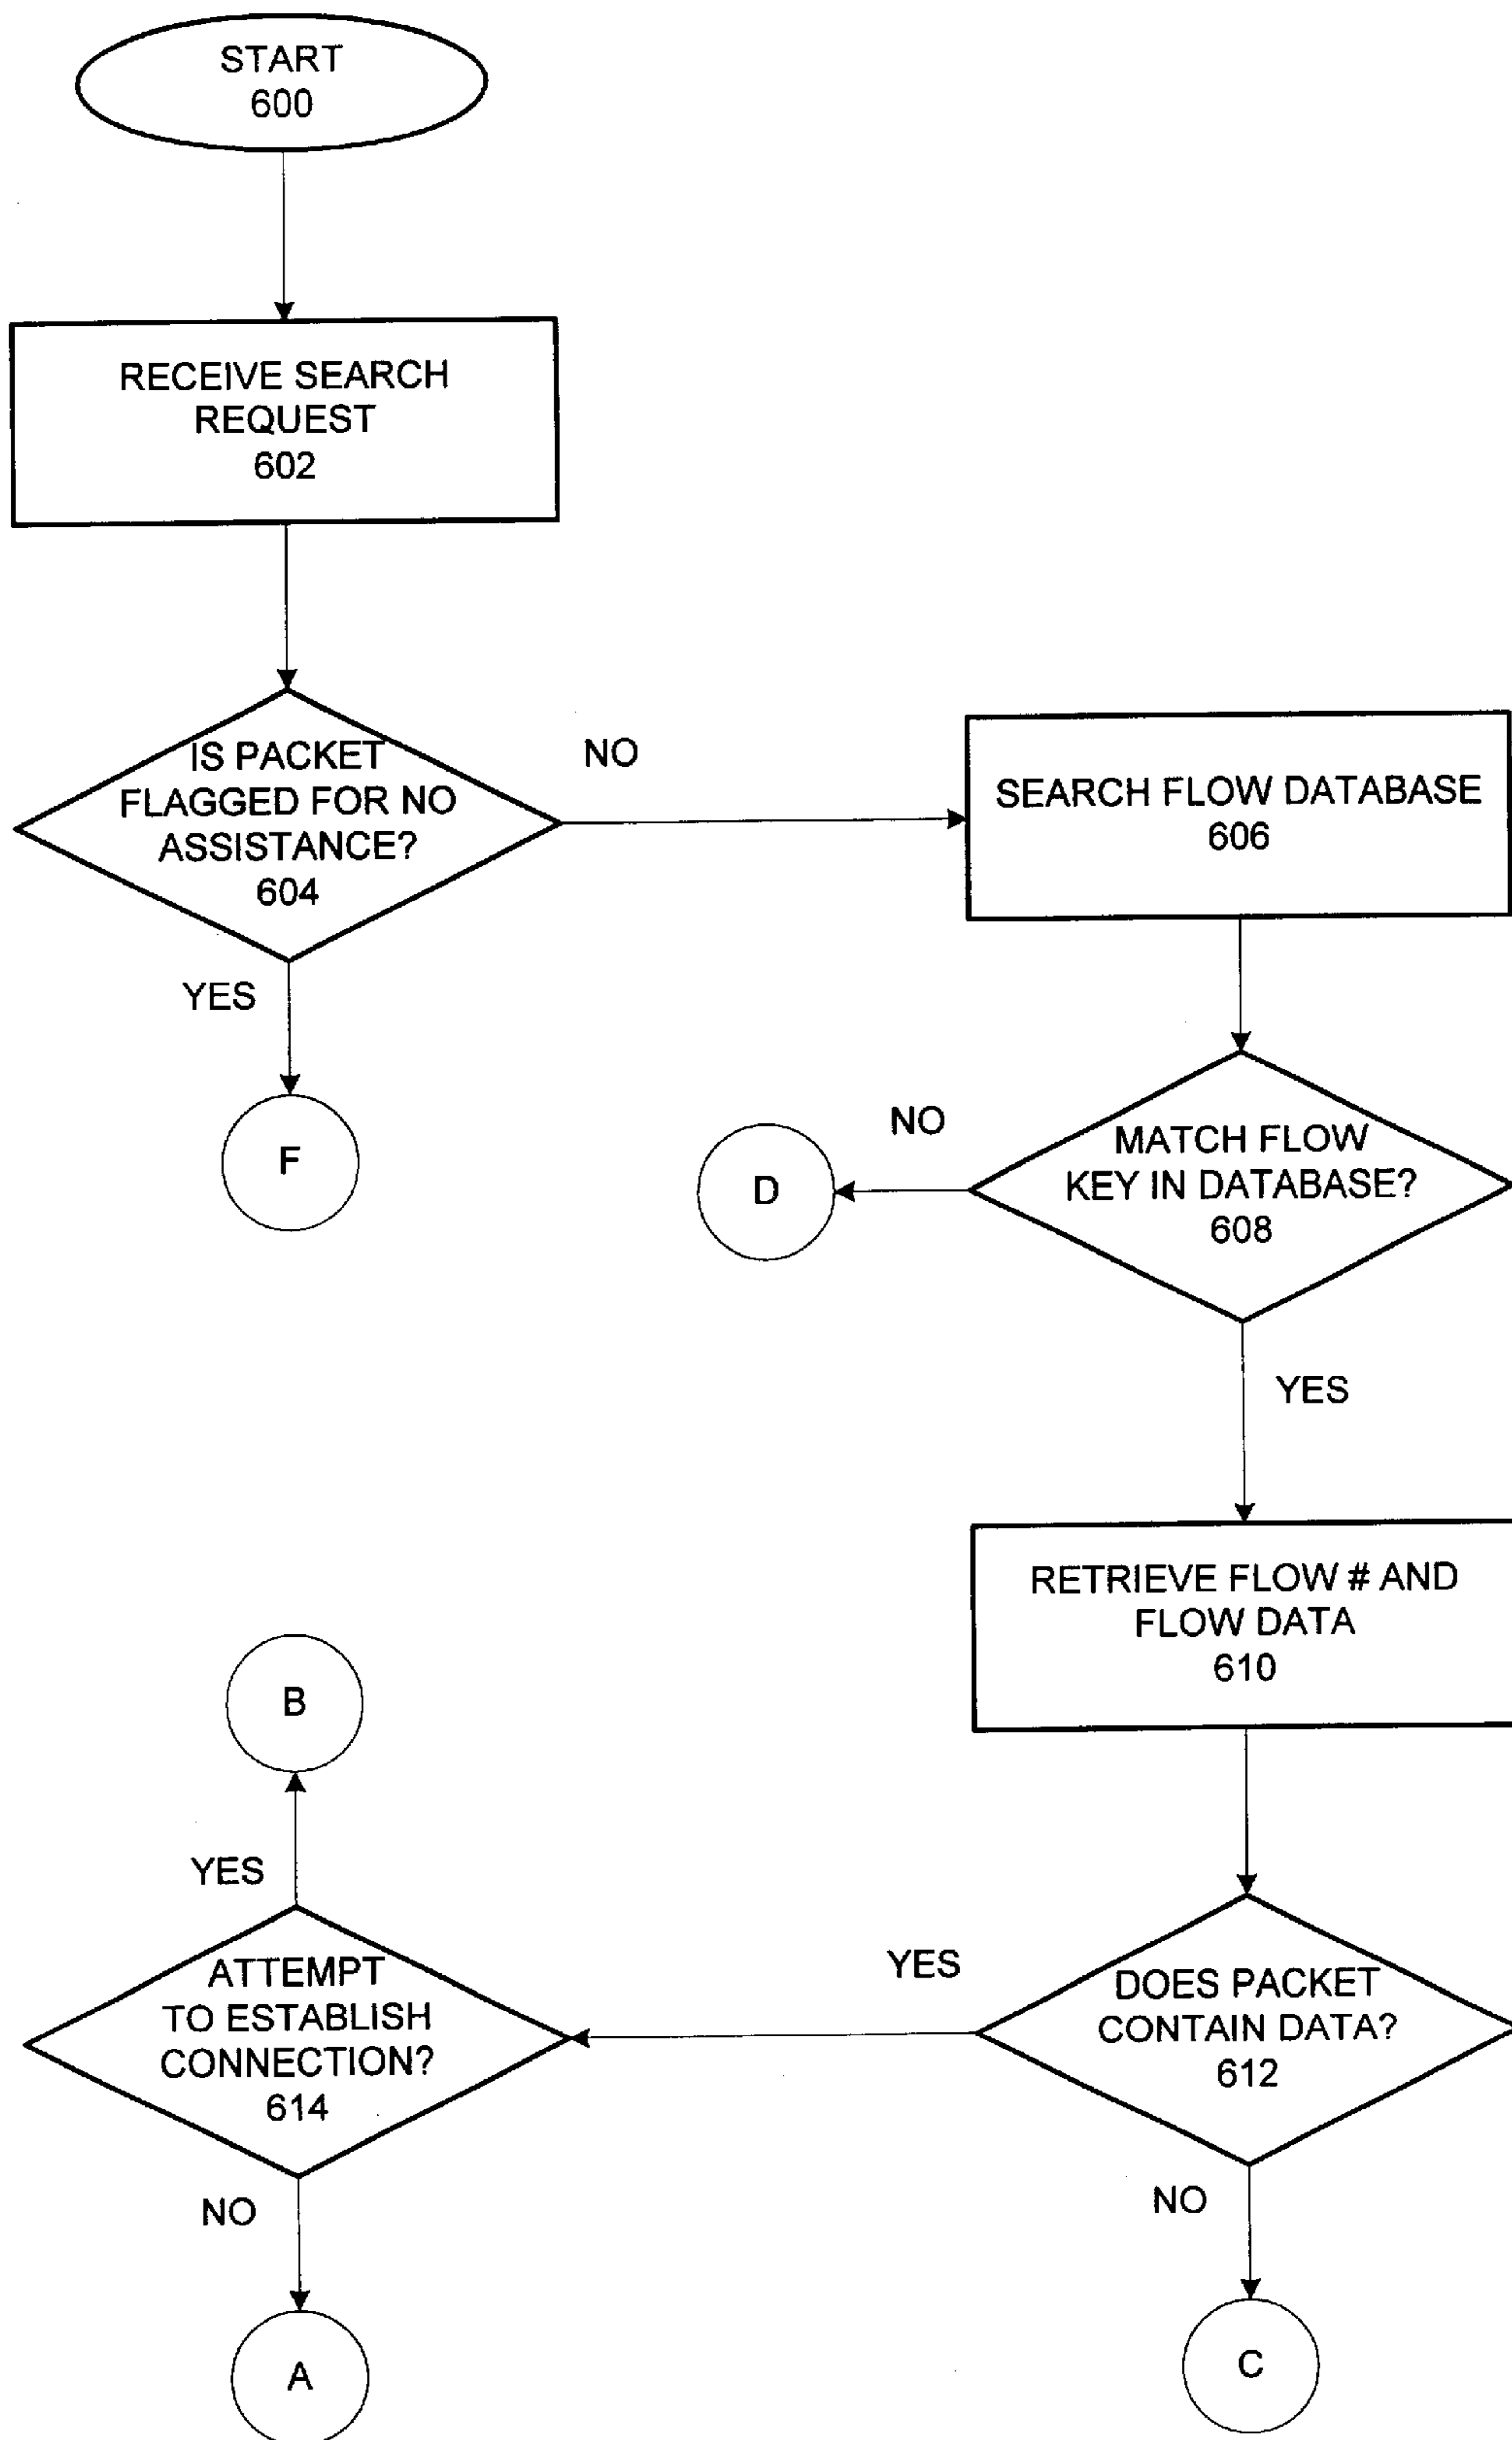 START
600
RECEIVE SEARCH
REQUEST
602
IS PACKET
FLAGGED FOR NO
ASSISTANCE?
604
NO
YES
F
SEARCH FLOW DATABASE
606
MATCH FLOW
KEY IN DATABASE?
608
NO
D
YES
RETRIEVE FLOW # AND
FLOW DATA
610
DOES PACKET
CONTAIN DATA?
612
YES
NO
C
ATTEMPT
TO ESTABLISH
CONNECTION?
614
YES
B
NO
A